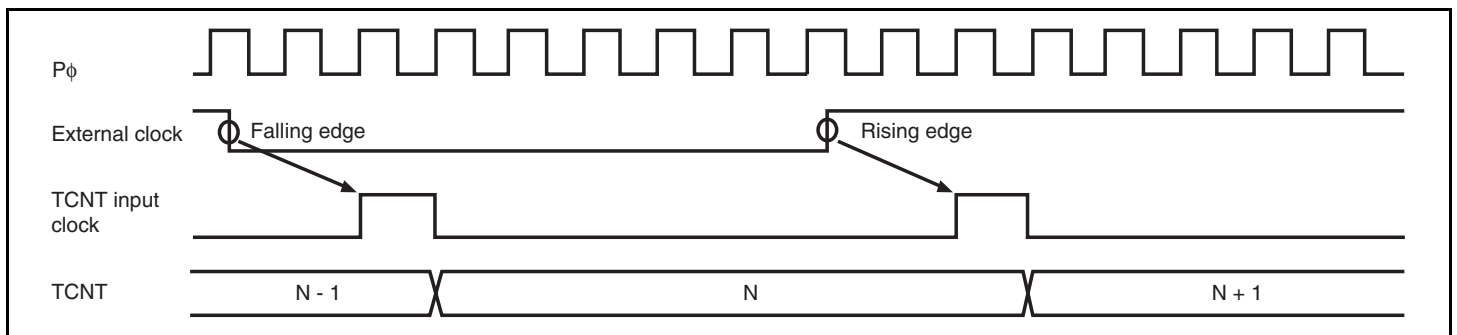 Pϕ
External clock
Falling edge
Rising edge
TCNT input
clock
TCNT
N - 1
N
N + 1